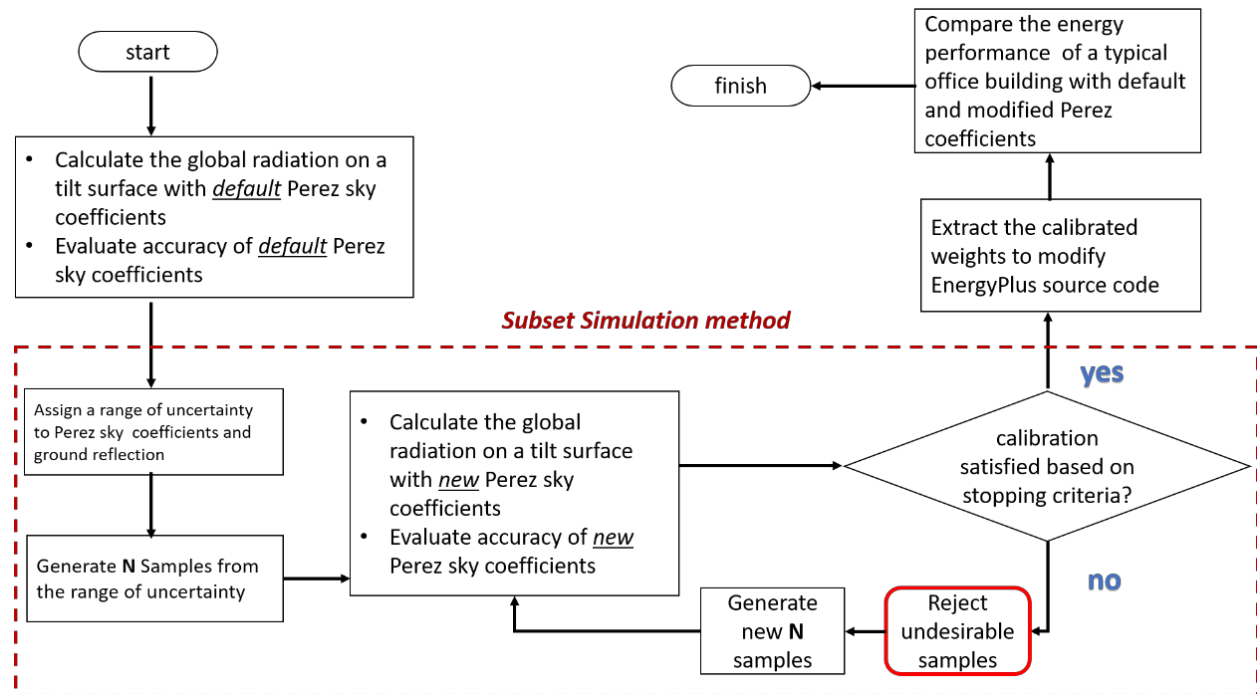 start
• Calculate the global radiation on a
tilt surface with default Perez sky
coefficients
• Evaluate accuracy of default Perez
sky coefficients
Subset Simulation method
Assign a range of uncertainty
to Perez sky coefficients and
ground reflection
Generate N Samples from
the range of uncertainty
• Calculate the global
radiation on a tilt surface
with new Perez sky
coefficients
• Evaluate accuracy of new
Perez sky coefficients
calibration
satisfied based on
stopping criteria?
no
Reject
undesirable
samples
Generate
new N
samples
yes
Extract the calibrated
weights to modify
EnergyPlus source code
Compare the energy
performance of a typical
office building with default
and modified Perez
coefficients
finish